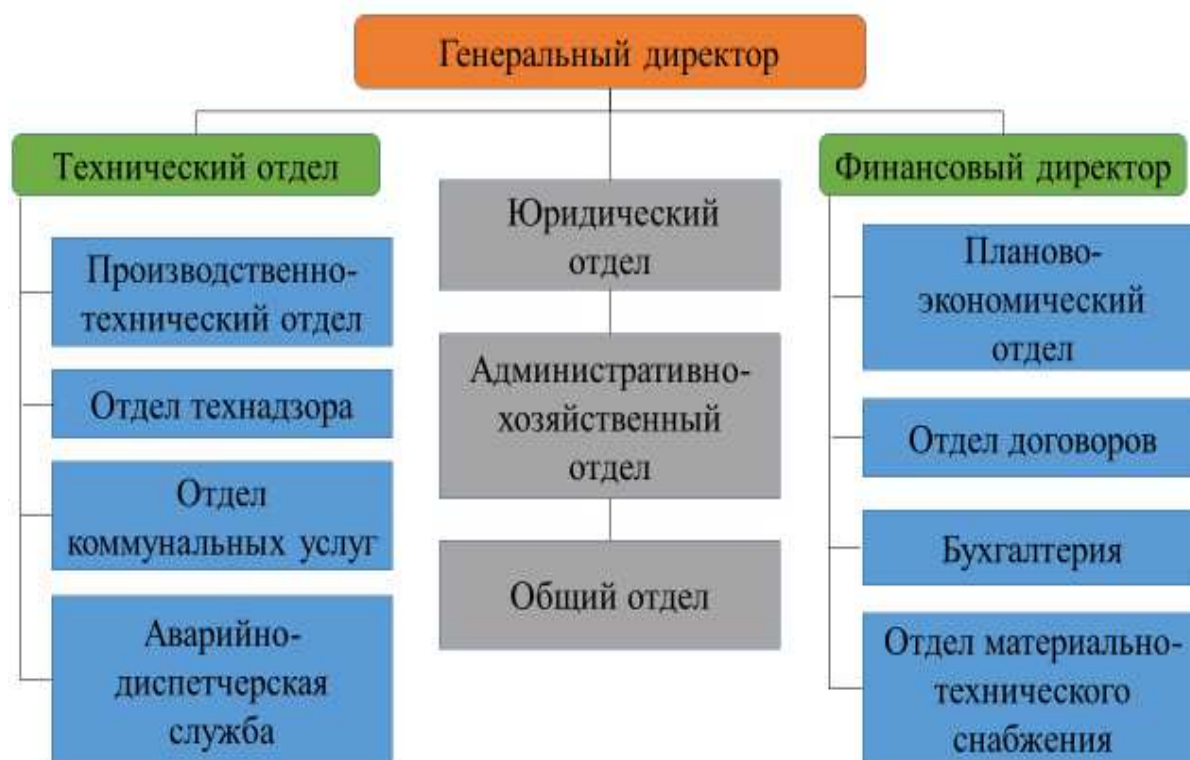 Генеральный директор
Технический отдел
Производственно-
технический отдел
Отдел технадзора
Отдел
коммунальных услуг
Аварийно-
диспетчерская
служба
Юридический
отдел
Административно-
хозяйственный
отдел
Общий отдел
Финансовый директор
Планово-
экономический
отдел
Отдел договоров
Бухгалтерия
Отдел материально-
технического
снабжения